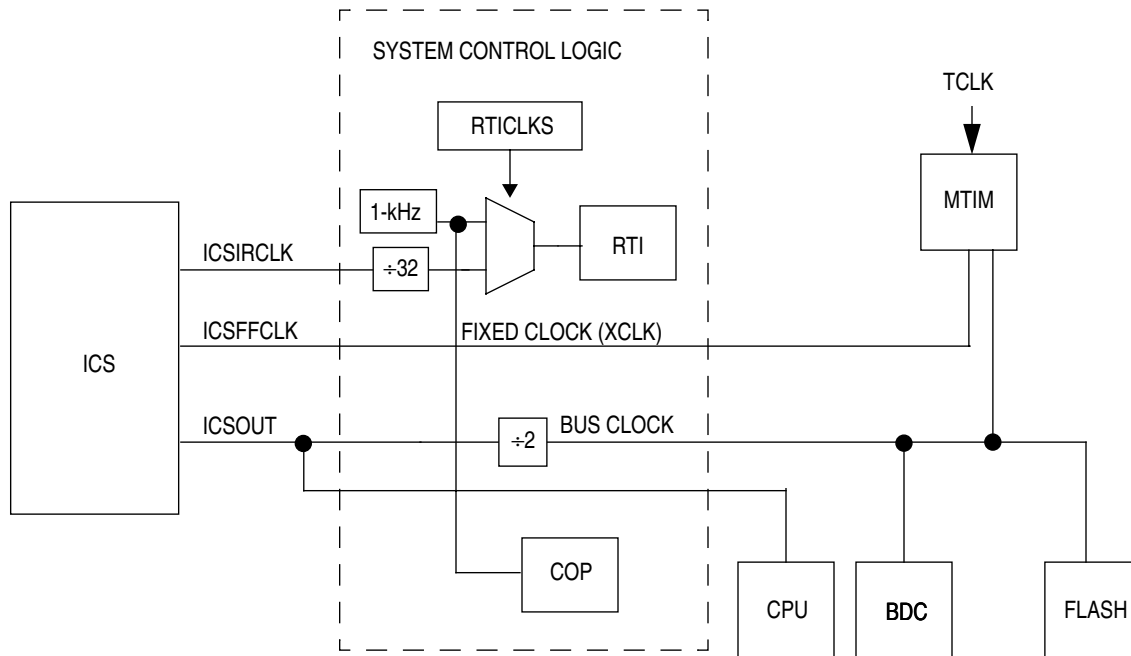 SYSTEM CONTROL LOGIC
TCLK
RTICLKS
MTIM
1-kHz
RTI
ICSIRCLK
÷32
ICSFFCLK
FIXED CLOCK (XCLK)
ICS
ICSOUT
÷2
BUS CLOCK
COP
CPU
BDC
FLASH